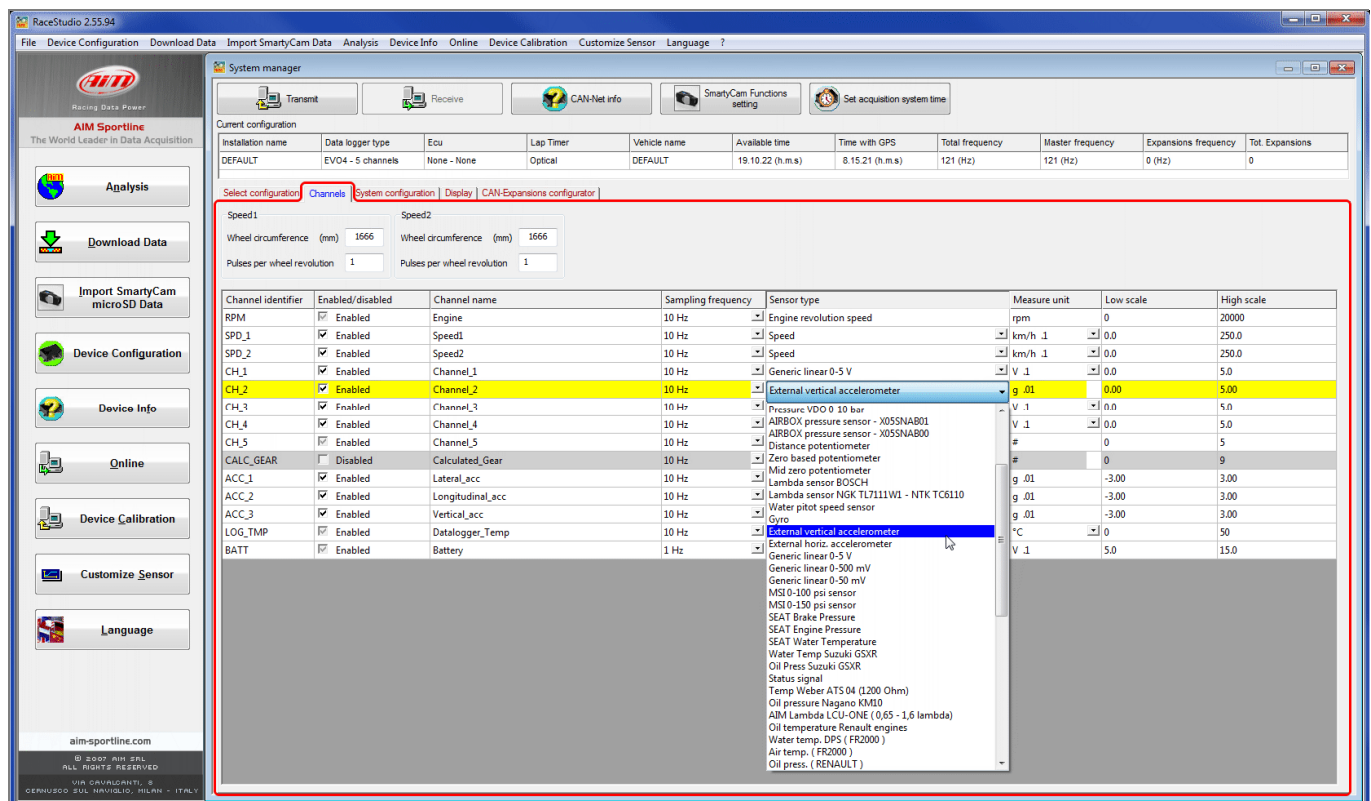 RaceStudio 2.55.94
File Device Configuration Download Data Import SmartyCam Data Analysis Device Info Online Device Calibration Customize Sensor Language ?
AiM
Racing Data Power
AIM Sportline
The World Leader in Data Acquisition
Analysis
Download Data
Import SmartyCam
microSD Data
Device Configuration
Device Info
Online
Device Calibration
Customize Sensor
Language
aim-sportline.com
© 2007 AIM SRL
ALL RIGHTS RESERVED
VIA CAVALCANTI, 8
CERNUSCO SUL NAVIGLIO, MILAN - ITALY
System manager
Transmit Receive CAN-Net info SmartyCam Functions setting Set acquisition system time
Current configuration
Installation name Data logger type Ecu Lap Timer Vehicle name Available time Time with GPS Total frequency Master frequency Expansions frequency Tot. Expansions
DEFAULT EVO4 - 5 channels None - None Optical DEFAULT 19.10.22 (h.m.s) 8.15.21 (h.m.s) 121 (Hz) 121 (Hz) 0 (Hz) 0
Select configuration Channels System configuration Display CAN-Expansions configurator
Speed1 Speed2
Wheel circumference (mm) 1666 Wheel circumference (mm) 1666
Pulses per wheel revolution 1 Pulses per wheel revolution 1
Channel identifier Enabled/disabled Channel name Sampling frequency Sensor type Measure unit Low scale High scale
RPM Enabled Engine 10 Hz Engine revolution speed rpm 0 20000
SPD_1 Enabled Speed1 10 Hz Speed km/h .1 0.0 250.0
SPD_2 Enabled Speed2 10 Hz Speed km/h .1 0.0 250.0
CH_1 Enabled Channel_1 10 Hz Generic linear 0-5 V V .1 0.0 5.0
CH_2 Enabled Channel_2 10 Hz External vertical accelerometer g .01 0.00 5.00
CH_3 Enabled Channel_3 10 Hz V .1 0.0 5.0
CH_4 Enabled Channel_4 10 Hz V .1 0.0 5.0
CH_5 Enabled Channel_5 10 Hz # 0 5
CALC_GEAR Disabled Calculated_Gear 10 Hz # 0 9
ACC_1 Enabled Lateral_acc 10 Hz g .01 -3.00 3.00
ACC_2 Enabled Longitudinal_acc 10 Hz g .01 -3.00 3.00
ACC_3 Enabled Vertical_acc 10 Hz g .01 -3.00 3.00
LOG_TMP Enabled Datalogger_Temp 10 Hz °C 0 50
BATT Enabled Battery 1 Hz V .1 5.0 15.0
Pressure VDO 0 10 bar
AIRBOX pressure sensor - X05SNAB01
AIRBOX pressure sensor - X05SNAB00
Distance potentiometer
Zero based potentiometer
Mid zero potentiometer
Lambda sensor BOSCH
Lambda sensor NGK TL7111W1 - NTK TC6110
Water pitot speed sensor
Gyro
External vertical accelerometer
External horiz. accelerometer
Generic linear 0-5 V
Generic linear 0-500 mV
Generic linear 0-50 mV
MSI 0-100 psi sensor
MSI 0-150 psi sensor
SEAT Brake Pressure
SEAT Engine Pressure
SEAT Water Temperature
Water Temp Suzuki GSXR
Oil Press Suzuki GSXR
Status signal
Temp Weber ATS 04 (1200 Ohm)
Oil pressure Nagano KM10
AIM Lambda LCU-ONE ( 0,65 - 1,6 lambda)
Oil temperature Renault engines
Water temp. DPS ( FR2000 )
Air temp. ( FR2000 )
Oil press. ( RENAULT )